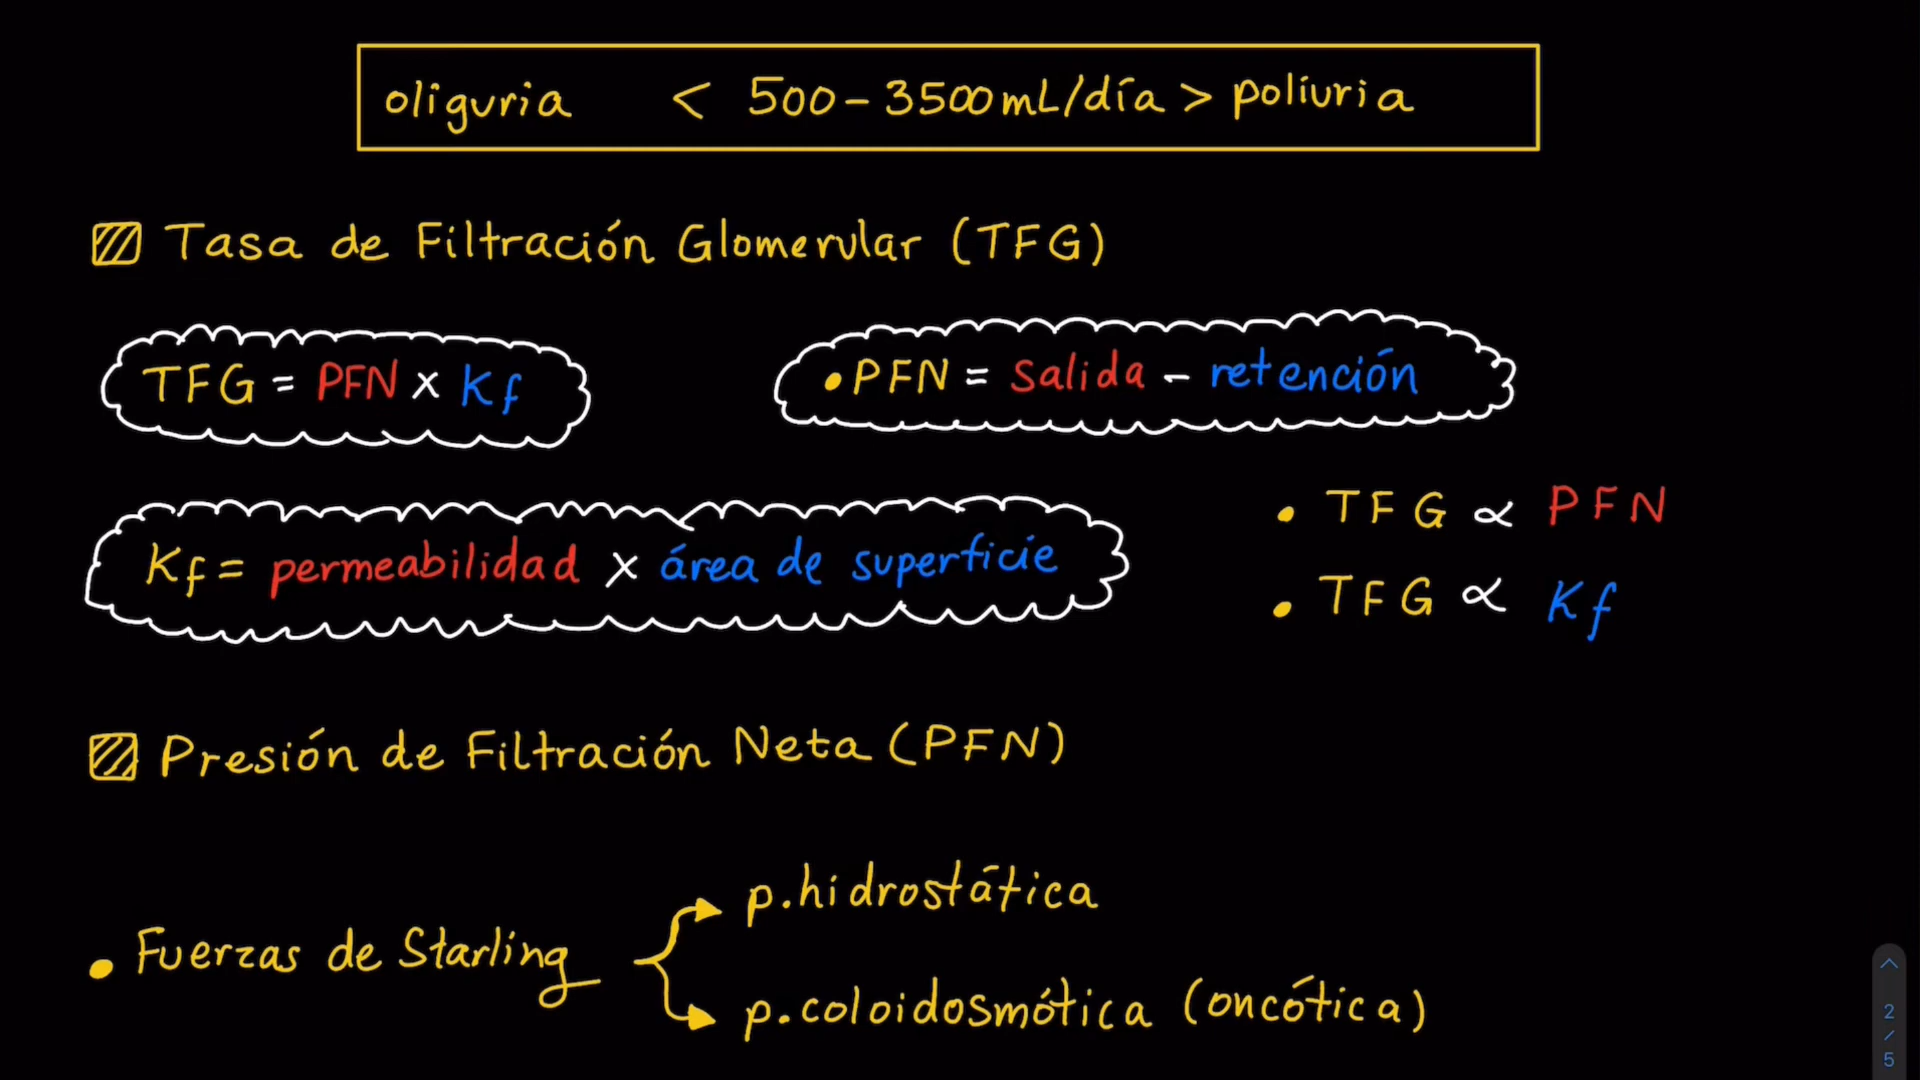 oliguria < 500 - 3500 mL/día > poliuria
Tasa de Filtración Glomerular (TFG)
TFG = PFN x Kf
• PFN = Salida - retención
Kf = permeabilidad x área de superficie
• TFG ∝ PFN
• TFG ∝ Kf
Presión de Filtración Neta (PFN)
• Fuerzas de Starling
p.hidrostática
p.coloidosmótica (oncótica)
2
/
5